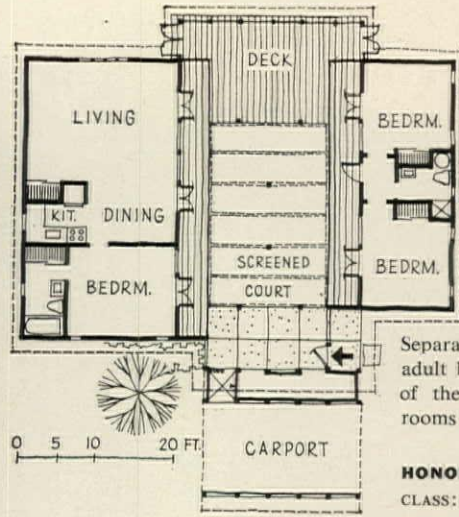 DECK
LIVING
BEDRM.
KIT.
DINING
SCREENED
COURT
BEDRM.
BEDRM.
CARPORT
0 5 10 20 FT.
Separa
adult
of the
rooms
HONO
CLASS: